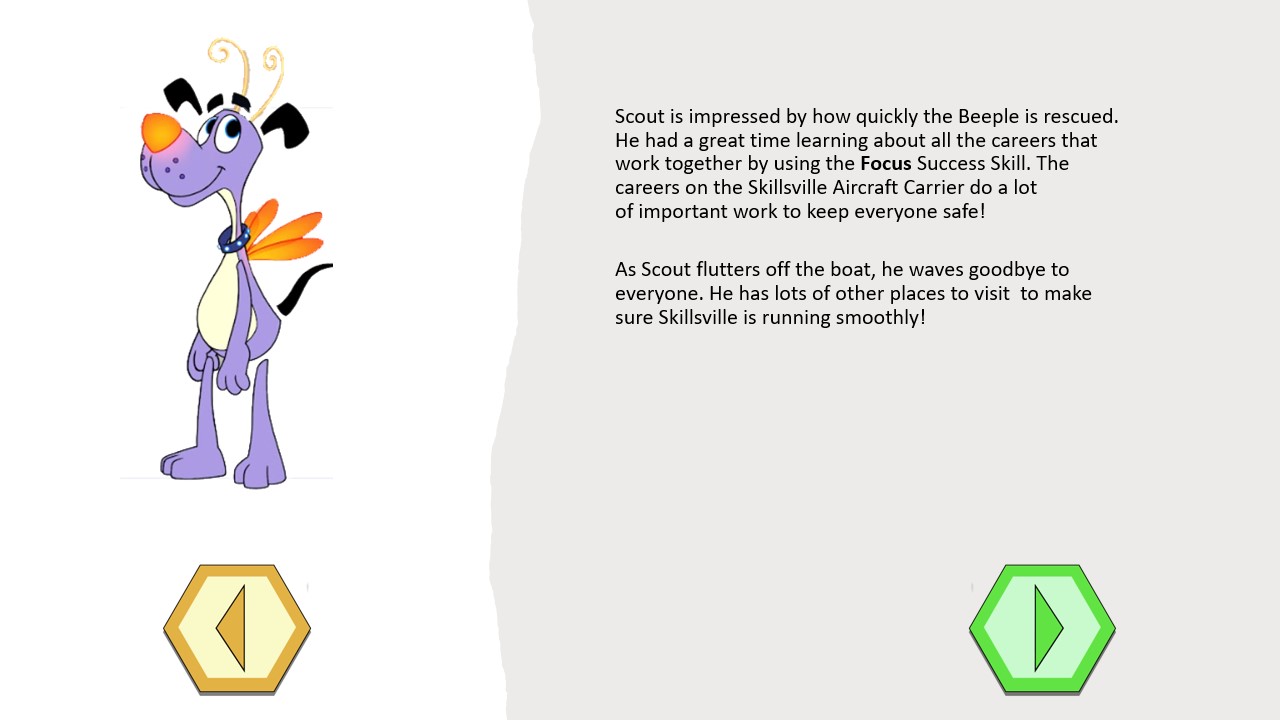 Scout is impressed by how quickly the Beeple is rescued.
He had a great time learning about all the careers that
work together by using the Focus Success Skill. The
careers on the Skillsville Aircraft Carrier do a lot
of important work to keep everyone safe!
As Scout flutters off the boat, he waves goodbye to
everyone. He has lots of other places to visit  to make
sure Skillsville is running smoothly!